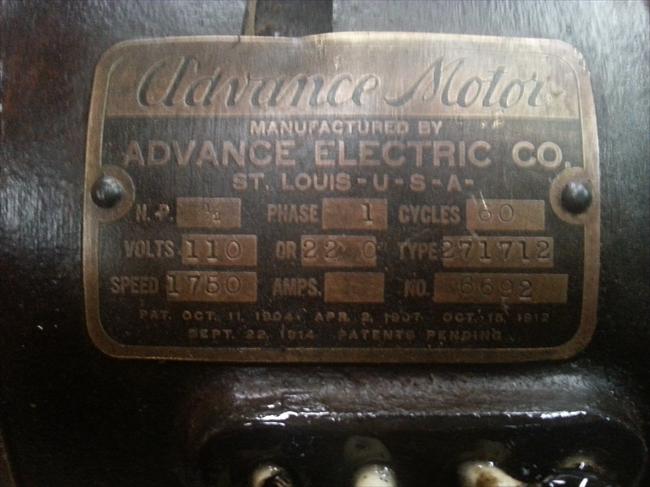 Advance Motor
MANUFACTURED BY
ADVANCE ELECTRIC CO.
ST. LOUIS-U-S-A-
H.P. PHASE 1 CYCLES 60
VOLTS 110 OR 220 TYPE 271712
SPEED 1750 AMPS. NO. 6692
PAT. OCT. 11, 1904. APR. 2, 1907. OCT. 15, 1912
SEPT. 22, 1914 PATENTS PENDING